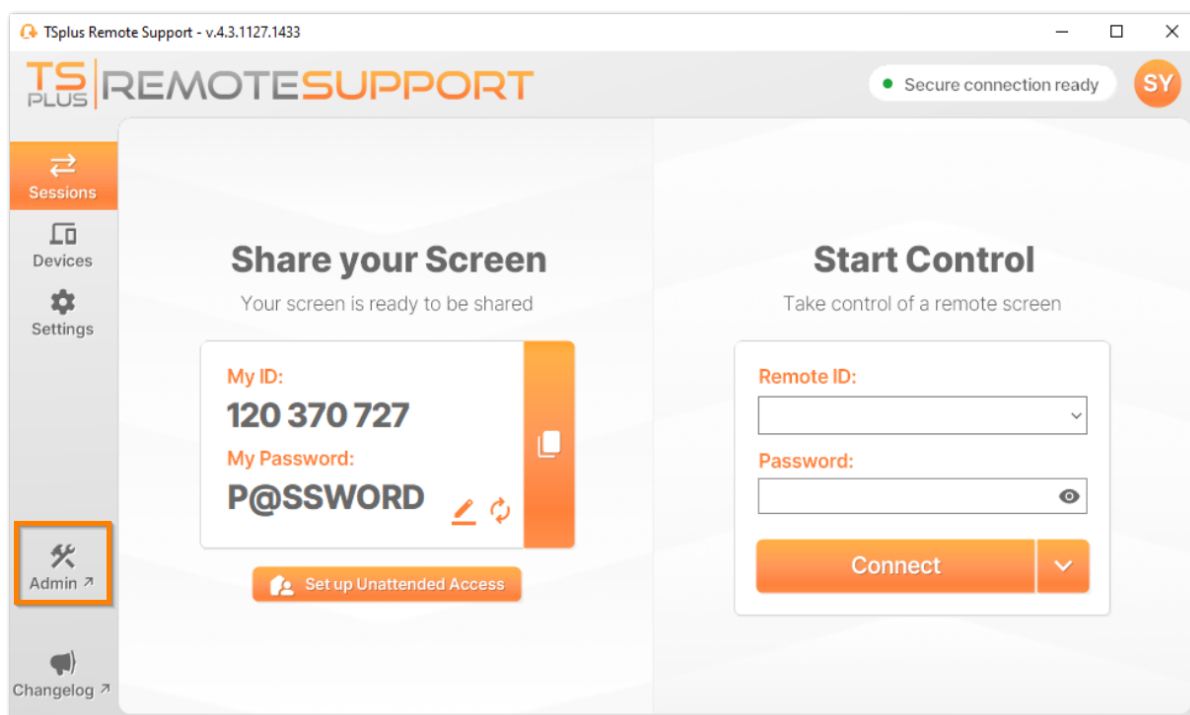 TSplus Remote Support - v.4.3.1127.1433
TS PLUS REMOTESUPPORT
Secure connection ready
SY
Sessions
Devices
Settings
Admin
Changelog
Share your Screen
Your screen is ready to be shared
My ID:
120 370 727
My Password:
P@SSWORD
Set up Unattended Access
Start Control
Take control of a remote screen
Remote ID:
Password:
Connect